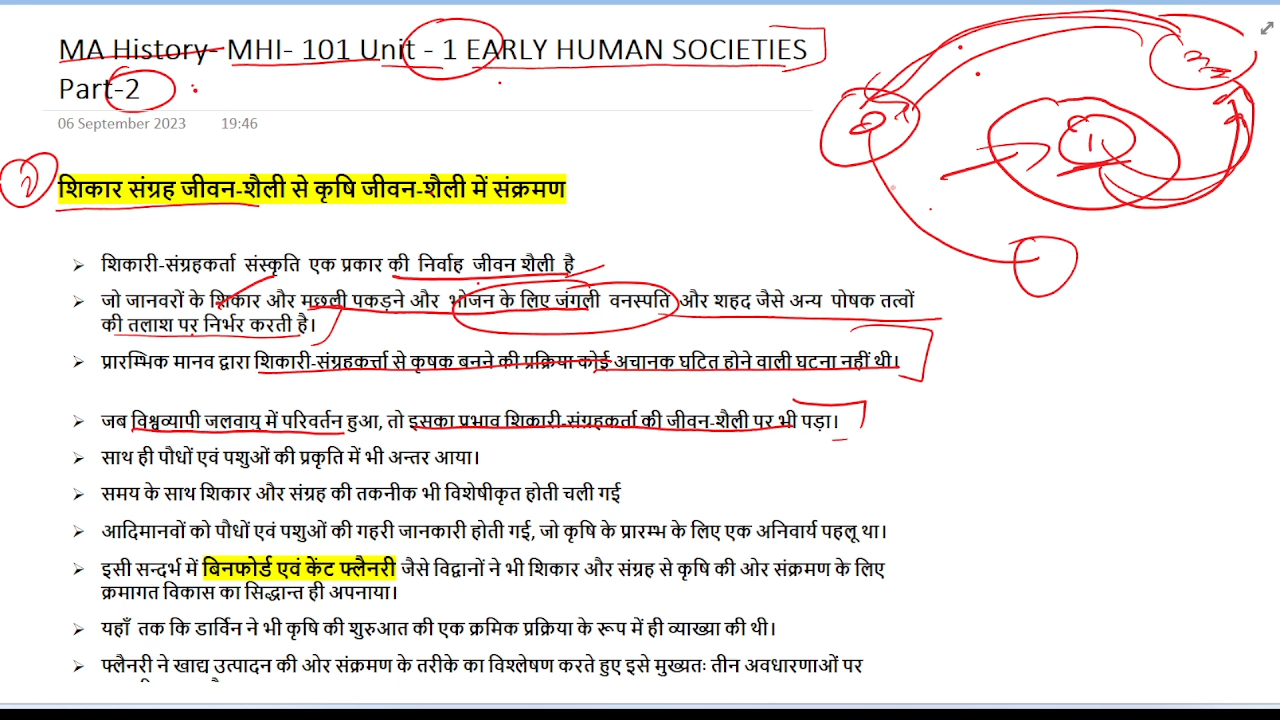 MA History- MHI- 101 Unit - 1 EARLY HUMAN SOCIETIES
Part-2
06 September 2023 19:46
2
शिकार संग्रह जीवन-शैली से कृषि जीवन-शैली में संक्रमण
➢ शिकारी-संग्रहकर्ता संस्कृति एक प्रकार की निर्वाह जीवन शैली है
➢ जो जानवरों के शिकार और मछली पकड़ने और भोजन के लिए जंगली वनस्पति और शहद जैसे अन्य पोषक तत्वों
की तलाश पर निर्भर करती है।
➢ प्रारम्भिक मानव द्वारा शिकारी-संग्रहकर्त्ता से कृषक बनने की प्रक्रिया कोई अचानक घटित होने वाली घटना नहीं थी।
➢ जब विश्वव्यापी जलवायु में परिवर्तन हुआ, तो इसका प्रभाव शिकारी-संग्रहकर्ता की जीवन-शैली पर भी पड़ा।
➢ साथ ही पौधों एवं पशुओं की प्रकृति में भी अन्तर आया।
➢ समय के साथ शिकार और संग्रह की तकनीक भी विशेषीकृत होती चली गई
➢ आदिमानवों को पौधों एवं पशुओं की गहरी जानकारी होती गई, जो कृषि के प्रारम्भ के लिए एक अनिवार्य पहलू था।
➢ इसी सन्दर्भ में बिनफोर्ड एवं केंट फ्लैनरी जैसे विद्वानों ने भी शिकार और संग्रह से कृषि की ओर संक्रमण के लिए
क्रमागत विकास का सिद्धान्त ही अपनाया।
➢ यहाँ तक कि डार्विन ने भी कृषि की शुरुआत की एक क्रमिक प्रक्रिया के रूप में ही व्याख्या की थी।
➢ फ्लैनरी ने खाद्य उत्पादन की ओर संक्रमण के तरीके का विश्लेषण करते हुए इसे मुख्यतः तीन अवधारणाओं पर